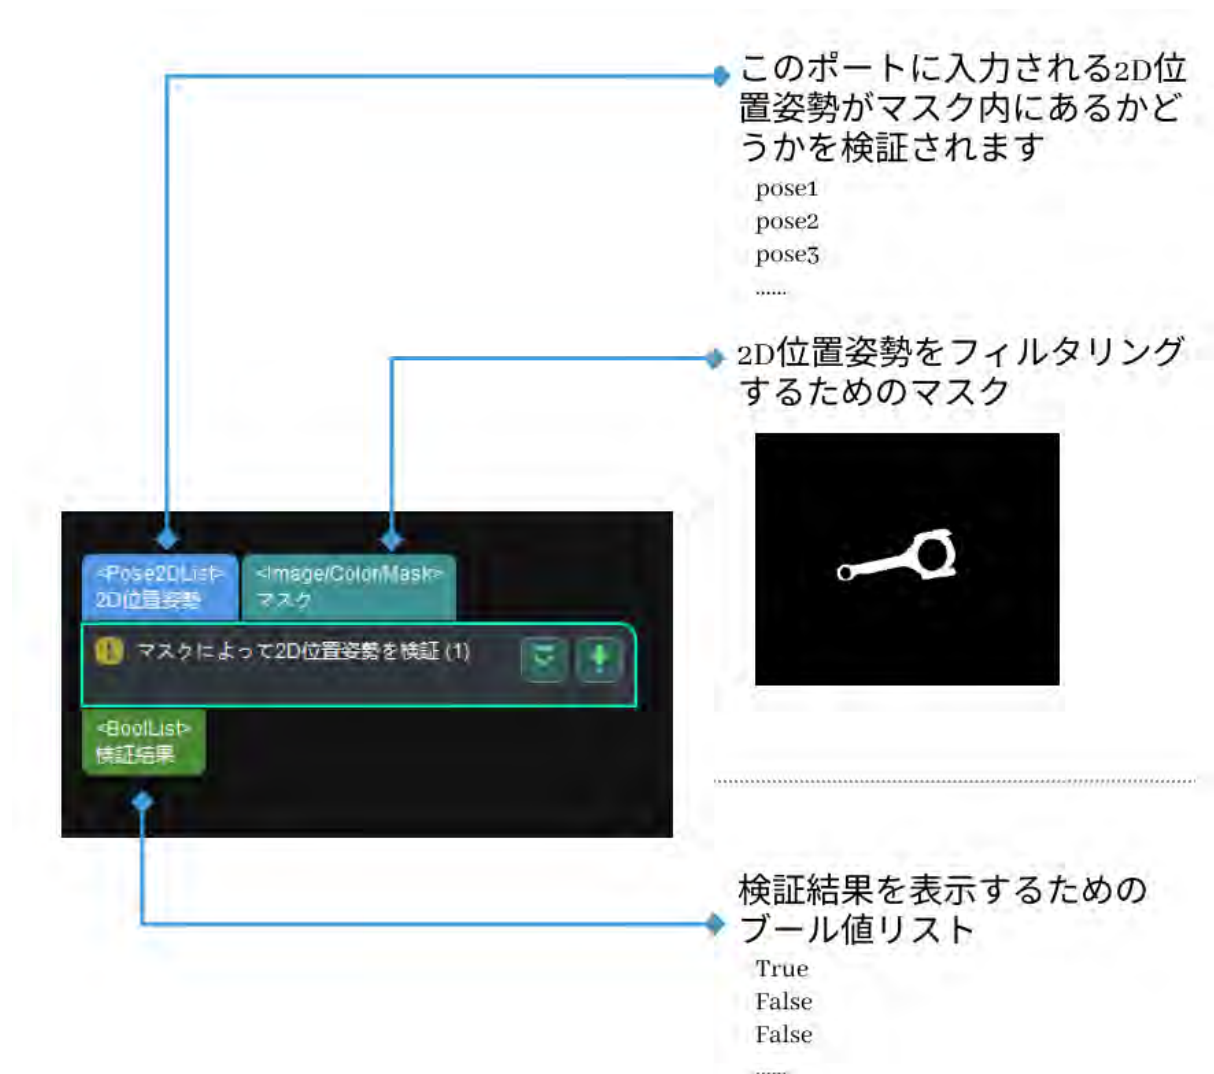 このポートに入力される2D位
置姿勢がマスク内にあるかど
うかを検証されます
pose1
pose2
pose3
......
2D位置姿勢をフィルタリング
するためのマスク
<Pose2DList>
2D位置姿勢
<Image/Color/Mask>
マスク
マスクによって2D位置姿勢を検証 (1)
<BoolList>
検証結果
検証結果を表示するための
ブール値リスト
True
False
False
......